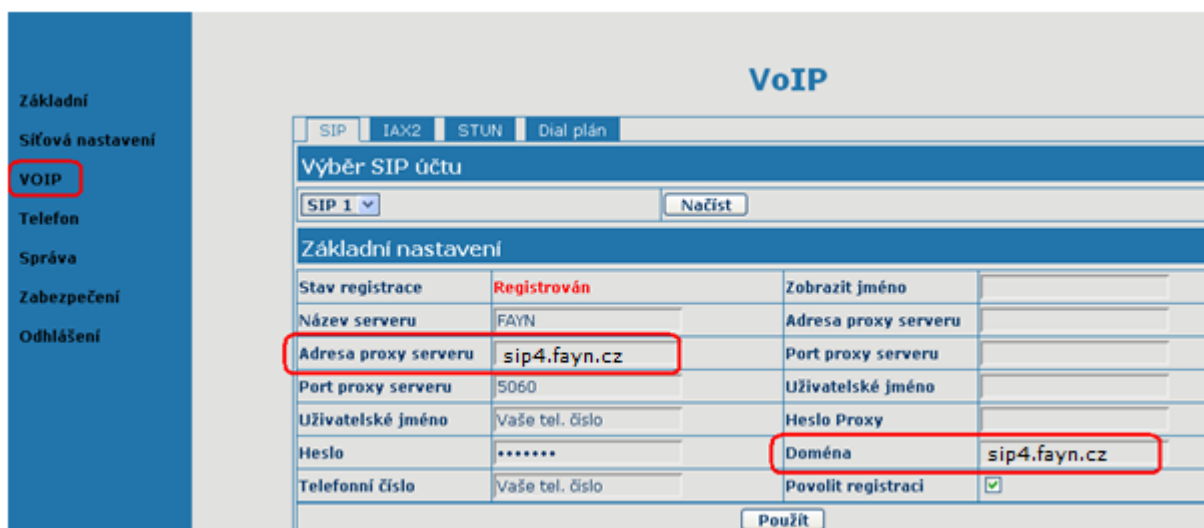 VoIP
Základní
Síťová nastavení
VOIP
Telefon
Správa
Zabezpečení
Odhlášení
SIP IAX2 STUN Dial plán
Výběr SIP účtu
SIP 1 Načíst
Základní nastavení
Stav registrace Registrován Zobrazit jméno
Název serveru FAYN Adresa proxy serveru
Adresa proxy serveru sip4.fayn.cz Port proxy serveru
Port proxy serveru 5060 Uživatelské jméno
Uživatelské jméno Vaše tel. číslo Heslo Proxy
Heslo ••••••• Doména sip4.fayn.cz
Telefonní číslo Vaše tel. číslo Povolit registraci
Použít